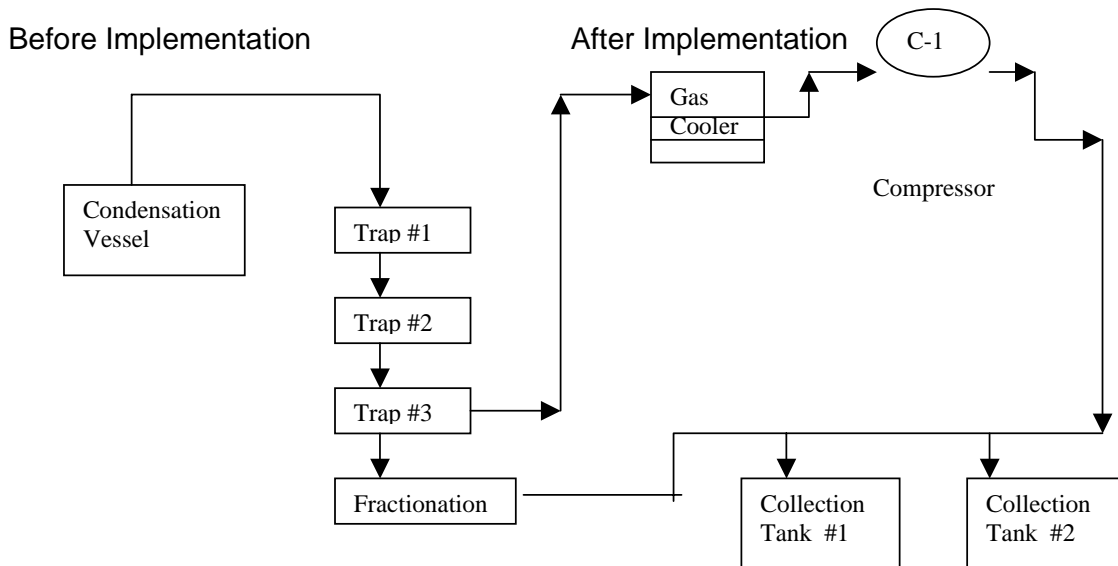 Before Implementation
After Implementation
C-1
Gas
Cooler
Compressor
Condensation
Vessel
Trap #1
Trap #2
Trap #3
Fractionation
Collection
Tank #1
Collection
Tank #2